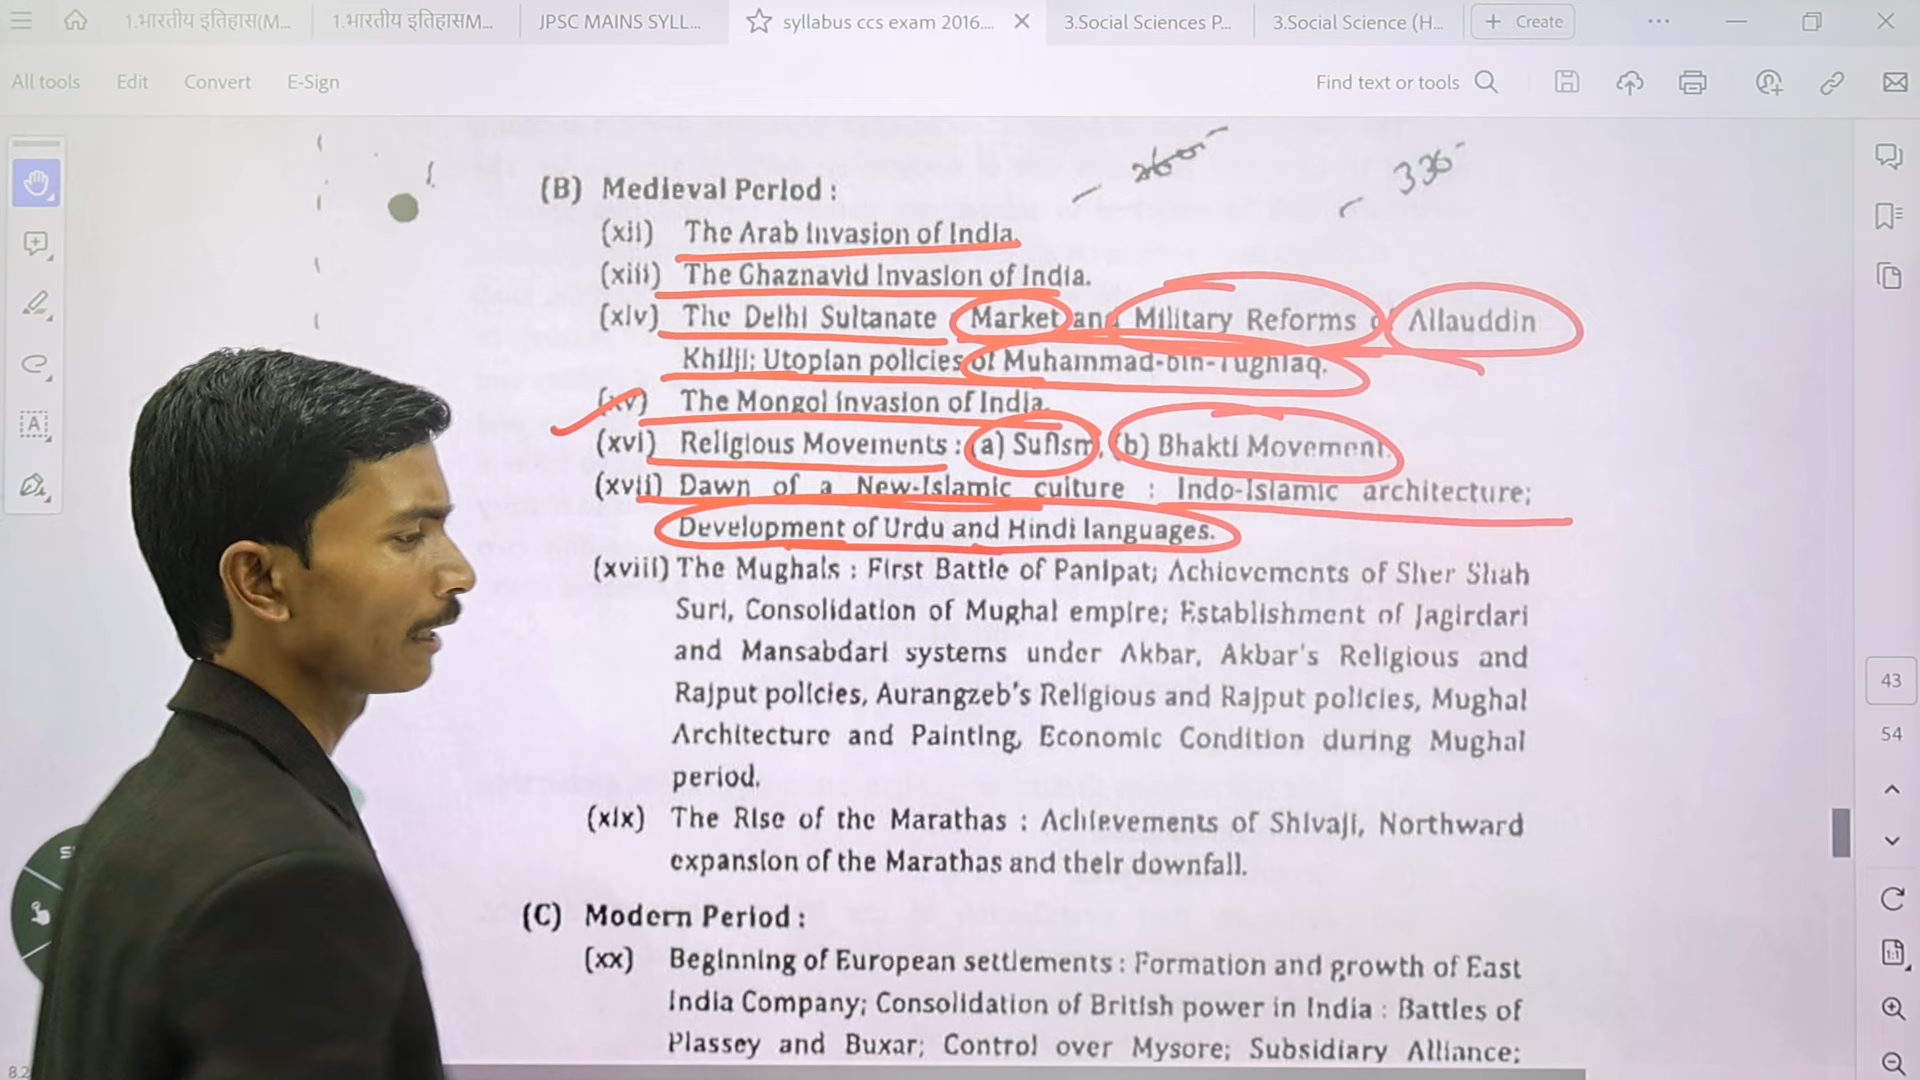 1.भारतीय इतिहास(M...
1.भारतीय इतिहासM...
JPSC MAINS SYLL...
syllabus ccs exam 2016....
3.Social Sciences P...
3.Social Science (H...
+ Create
All tools
Edit
Convert
E-Sign
Find text or tools
336
(B) Medieval Period :
(xii) The Arab Invasion of India.
(xiii) The Ghaznavid Invasion of India.
(xiv) The Delhi Sultanate Market and Military Reforms of Allauddin
Khilji; Utopian policies of Muhammad-bin-Tughlaq.
(xv) The Mongol invasion of India.
(xvi) Religious Movements : (a) Sufism, (b) Bhakti Movement.
(xvii) Dawn of a New-Islamic culture : Indo-Islamic architecture;
Development of Urdu and Hindi languages.
(xviii) The Mughals : First Battle of Panipat; Achievements of Sher Shah
Suri, Consolidation of Mughal empire; Establishment of Jagirdari
and Mansabdari systems under Akbar, Akbar's Religious and
Rajput policies, Aurangzeb's Religious and Rajput policies, Mughal
Architecture and Painting, Economic Condition during Mughal
period.
(xix) The Rise of the Marathas : Achievements of Shivaji, Northward
expansion of the Marathas and their downfall.
(C) Modern Period :
(xx) Beginning of European settlements : Formation and growth of East
India Company; Consolidation of British power in India : Battles of
Plassey and Buxar; Control over Mysore; Subsidiary Alliance;
43
54